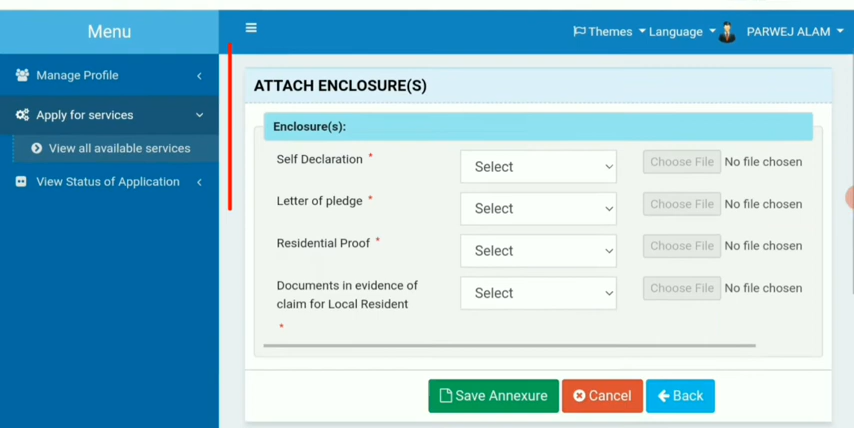 Menu
Themes Language PARWEJ ALAM
Manage Profile
Apply for services
View all available services
View Status of Application
ATTACH ENCLOSURE(S)
Enclosure(s):
Self Declaration * Select Choose File No file chosen
Letter of pledge * Select Choose File No file chosen
Residential Proof * Select Choose File No file chosen
Documents in evidence of
claim for Local Resident
* Select Choose File No file chosen
Save Annexure Cancel Back